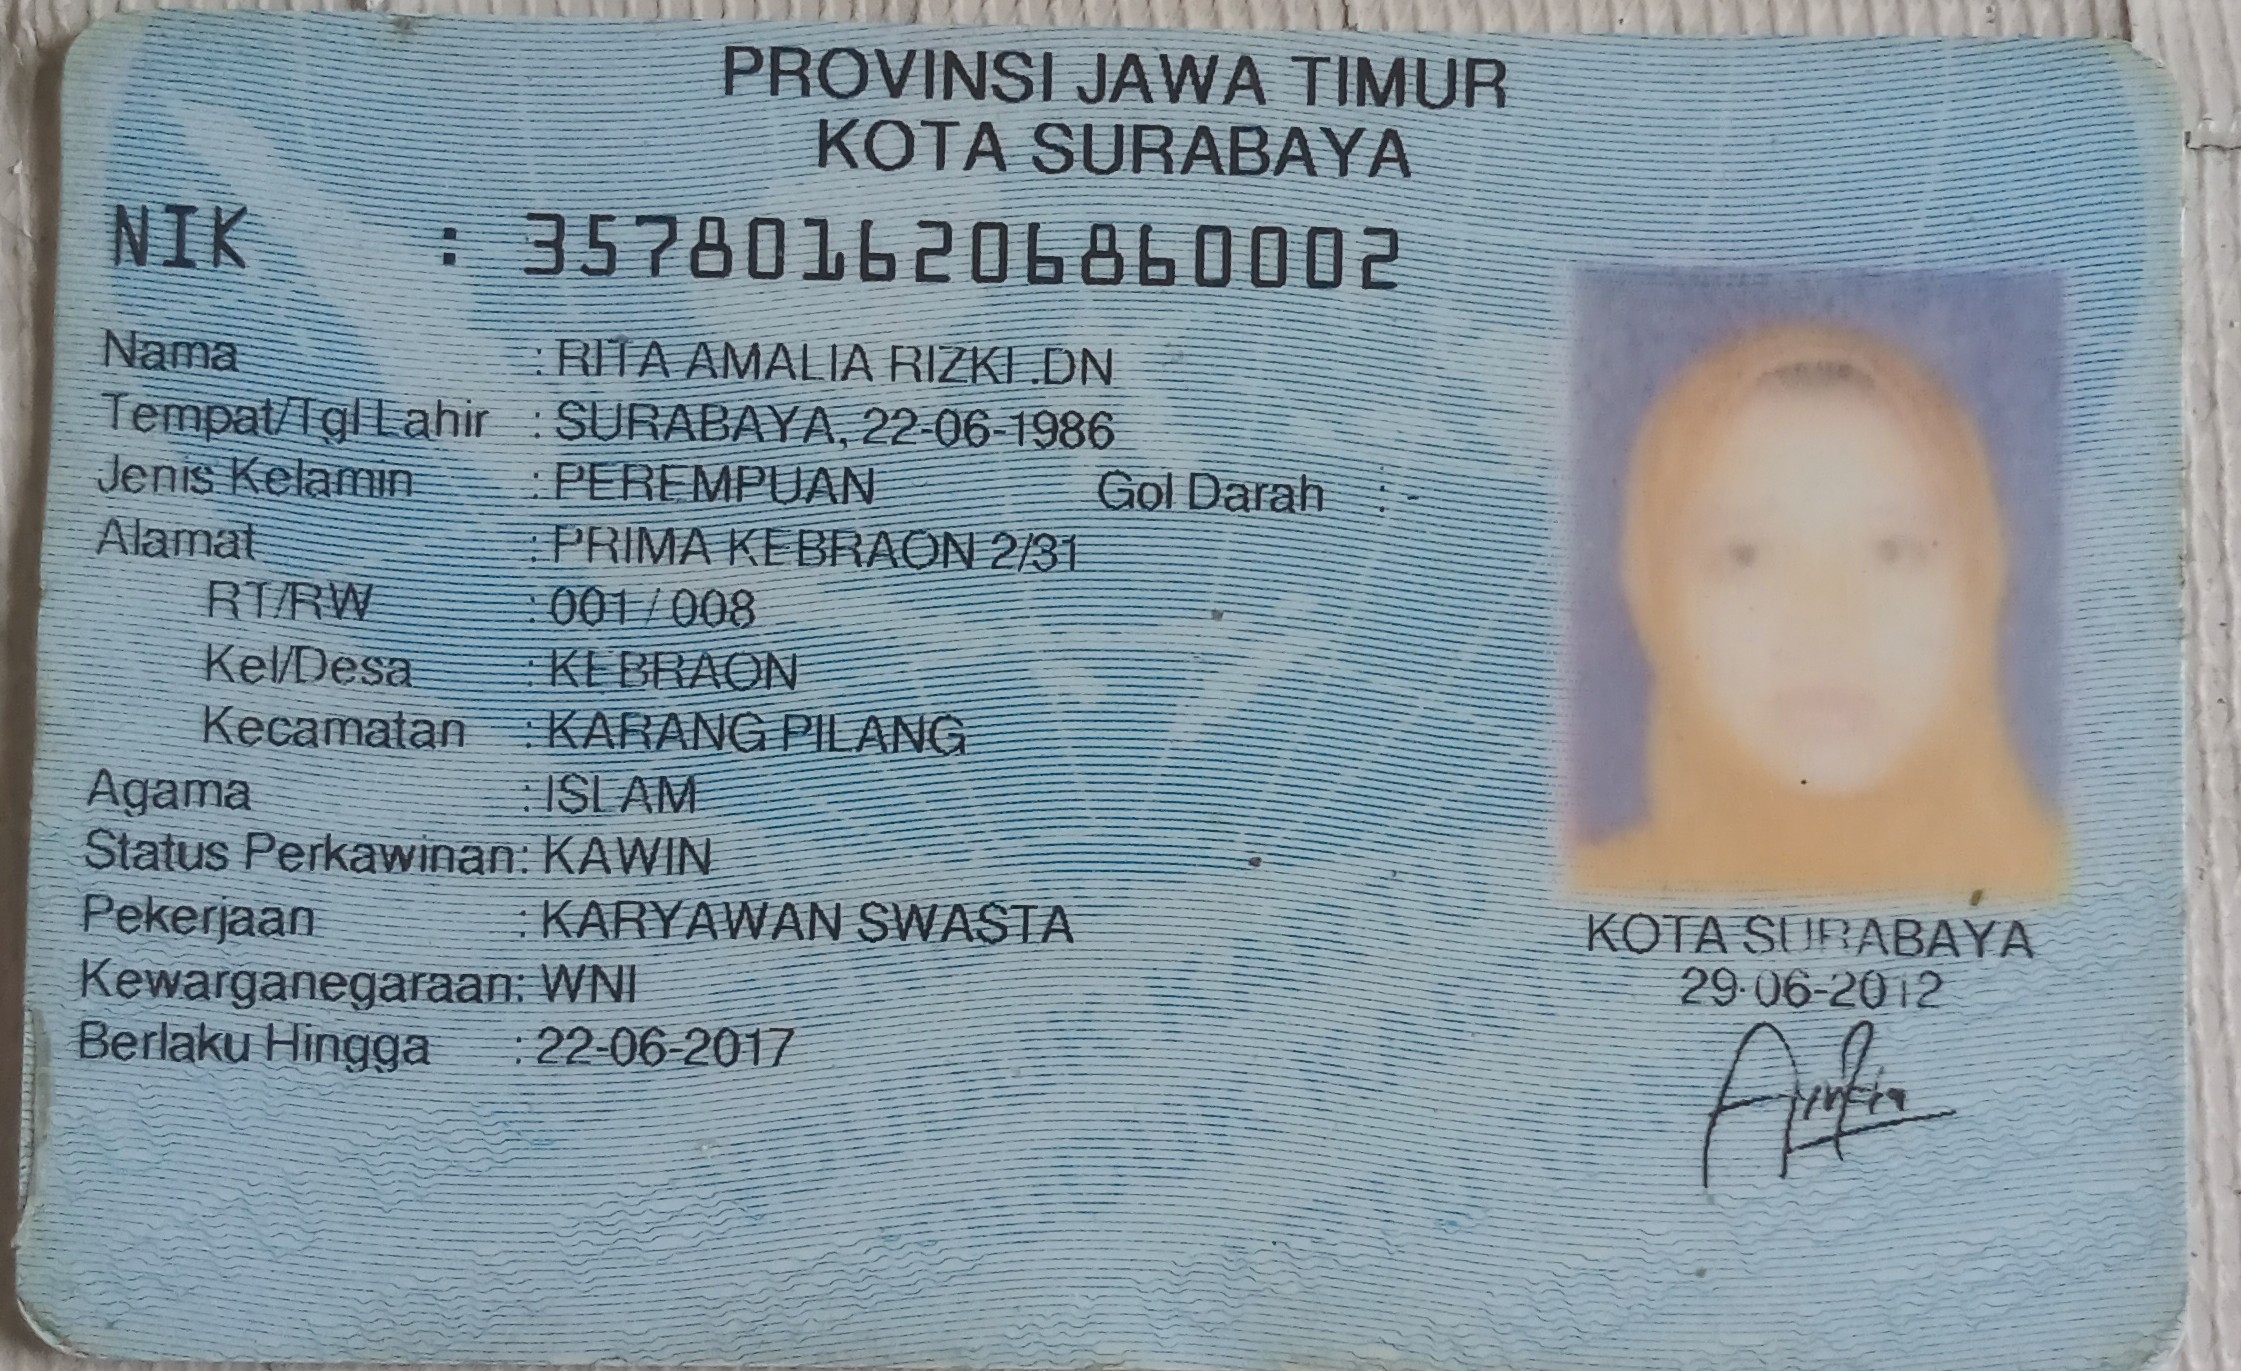 PROVINSI JAWA TIMUR
KOTA SURABAYA
NIK : 3578016206860002
Nama : RITA AMALIA RIZKI .DN
Tempat/Tgl Lahir : SURABAYA, 22-06-1986
Jenis Kelamin : PEREMPUAN Gol Darah : -
Alamat : PRIMA KEBRAON 2/31
RT/RW : 001 / 008
Kel/Desa : KEBRAON
Kecamatan : KARANG PILANG
Agama : ISLAM
Status Perkawinan: KAWIN
Pekerjaan : KARYAWAN SWASTA
Kewarganegaraan: WNI
Berlaku Hingga : 22-06-2017
KOTA SURABAYA
29-06-2012